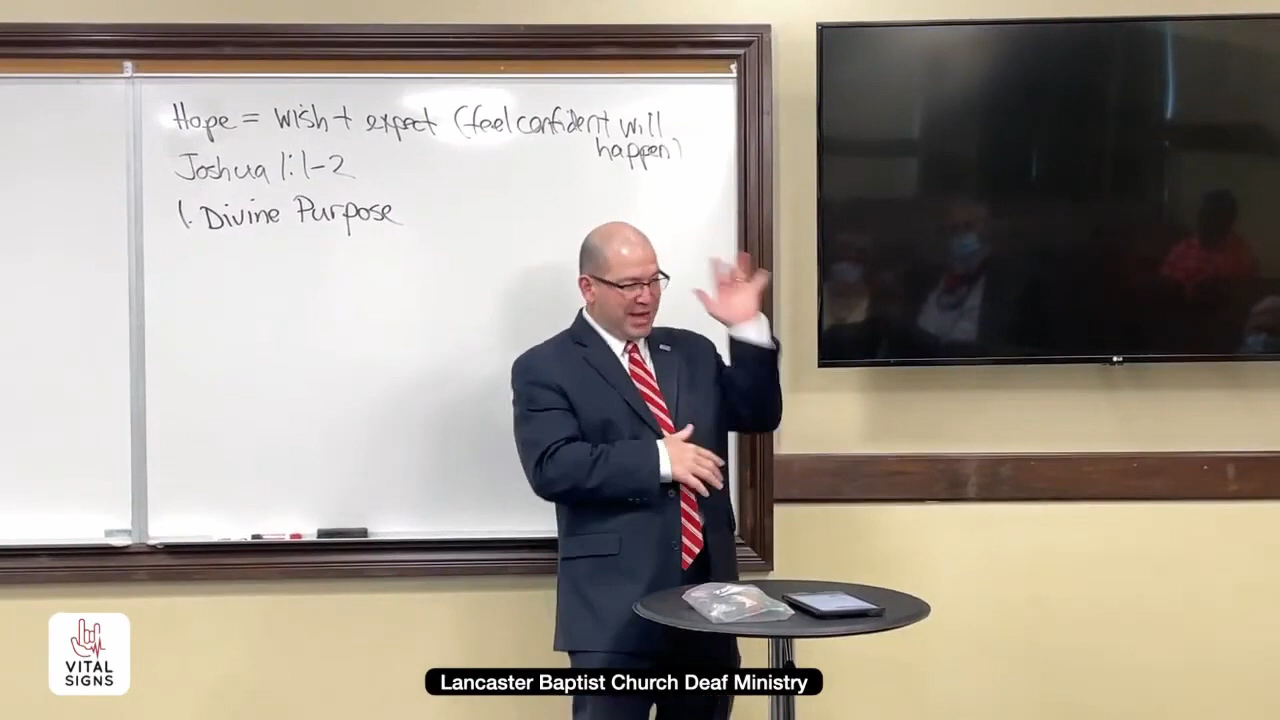 Hope = wish + expect (feel confident will
happen)
Joshua 1:1-2
1. Divine Purpose
LG
VITAL
SIGNS
Lancaster Baptist Church Deaf Ministry